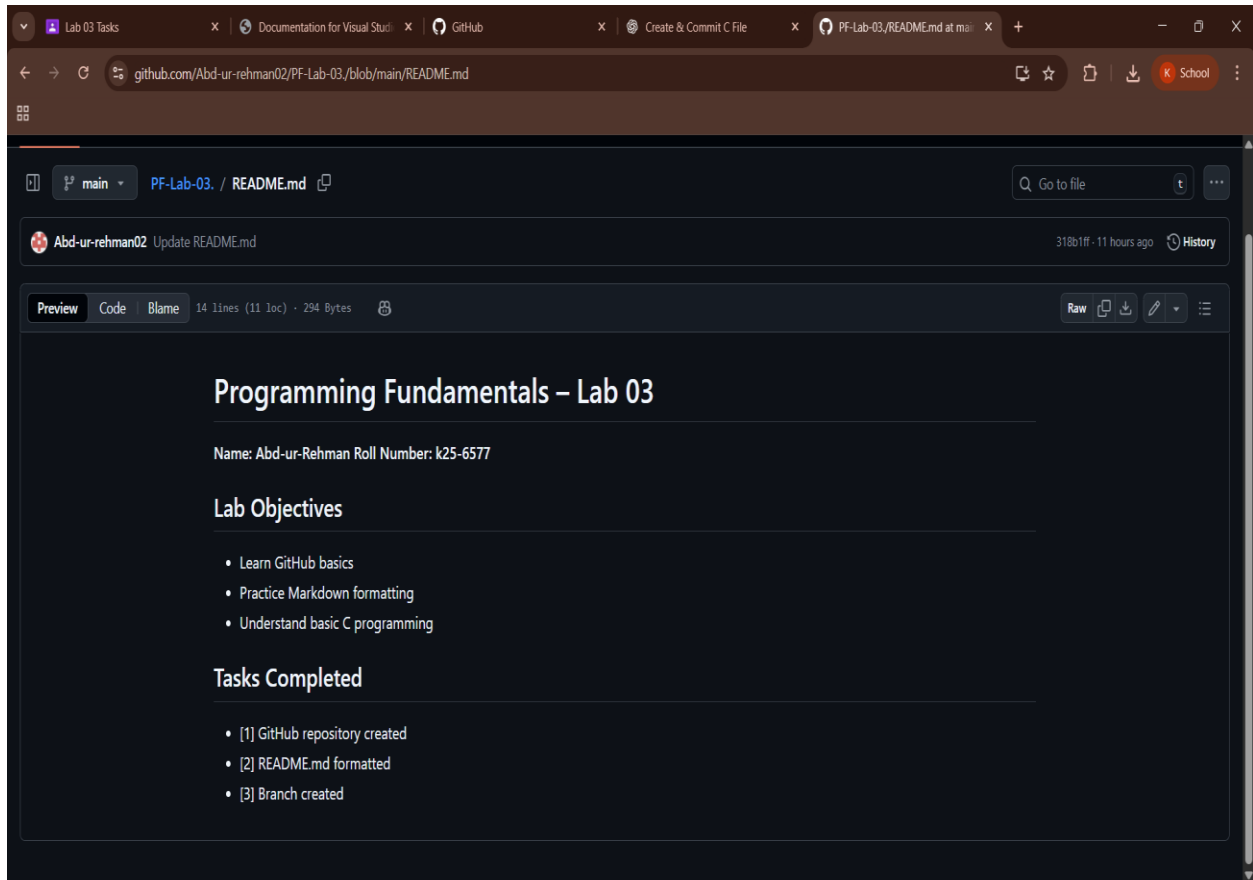 Lab 03 Tasks
Documentation for Visual Studi
GitHub
Create & Commit C File
PF-Lab-03./README.md at mai
github.com/Abd-ur-rehman02/PF-Lab-03./blob/main/README.md
K School
main
PF-Lab-03. / README.md
Go to file
t
Abd-ur-rehman02 Update README.md
318b1ff · 11 hours ago
History
Preview
Code
Blame
14 lines (11 loc) · 294 Bytes
Raw
Programming Fundamentals – Lab 03
Name: Abd-ur-Rehman Roll Number: k25-6577
Lab Objectives
• Learn GitHub basics
• Practice Markdown formatting
• Understand basic C programming
Tasks Completed
• [1] GitHub repository created
• [2] README.md formatted
• [3] Branch created